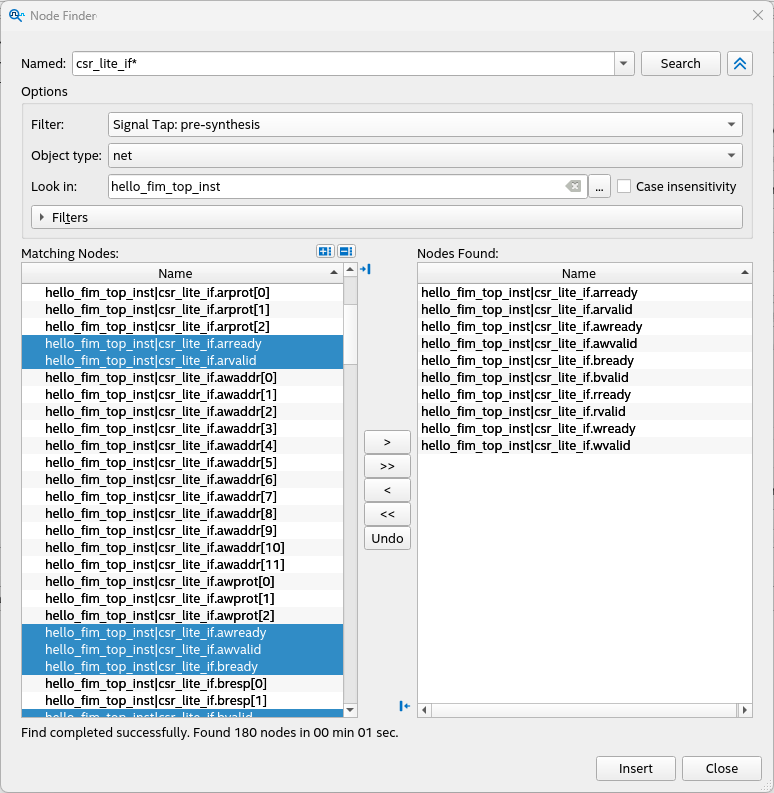 Node Finder
Named: csr_lite_if* Search
Options
Filter: Signal Tap: pre-synthesis
Object type: net
Look in: hello_fim_top_inst ... Case insensitivity
Filters
Matching Nodes:
Name
hello_fim_top_inst|csr_lite_if.arprot[0]
hello_fim_top_inst|csr_lite_if.arprot[1]
hello_fim_top_inst|csr_lite_if.arprot[2]
hello_fim_top_inst|csr_lite_if.arready
hello_fim_top_inst|csr_lite_if.arvalid
hello_fim_top_inst|csr_lite_if.awaddr[0]
hello_fim_top_inst|csr_lite_if.awaddr[1]
hello_fim_top_inst|csr_lite_if.awaddr[2]
hello_fim_top_inst|csr_lite_if.awaddr[3]
hello_fim_top_inst|csr_lite_if.awaddr[4]
hello_fim_top_inst|csr_lite_if.awaddr[5]
hello_fim_top_inst|csr_lite_if.awaddr[6]
hello_fim_top_inst|csr_lite_if.awaddr[7]
hello_fim_top_inst|csr_lite_if.awaddr[8]
hello_fim_top_inst|csr_lite_if.awaddr[9]
hello_fim_top_inst|csr_lite_if.awaddr[10]
hello_fim_top_inst|csr_lite_if.awaddr[11]
hello_fim_top_inst|csr_lite_if.awprot[0]
hello_fim_top_inst|csr_lite_if.awprot[1]
hello_fim_top_inst|csr_lite_if.awprot[2]
hello_fim_top_inst|csr_lite_if.awready
hello_fim_top_inst|csr_lite_if.awvalid
hello_fim_top_inst|csr_lite_if.bready
hello_fim_top_inst|csr_lite_if.bresp[0]
hello_fim_top_inst|csr_lite_if.bresp[1]
hello_fim_top_inst|csr_lite_if.bvalid
>
>>
<
<<
Undo
Nodes Found:
Name
hello_fim_top_inst|csr_lite_if.arready
hello_fim_top_inst|csr_lite_if.arvalid
hello_fim_top_inst|csr_lite_if.awready
hello_fim_top_inst|csr_lite_if.awvalid
hello_fim_top_inst|csr_lite_if.bready
hello_fim_top_inst|csr_lite_if.bvalid
hello_fim_top_inst|csr_lite_if.rready
hello_fim_top_inst|csr_lite_if.rvalid
hello_fim_top_inst|csr_lite_if.wready
hello_fim_top_inst|csr_lite_if.wvalid
Find completed successfully. Found 180 nodes in 00 min 01 sec.
Insert Close